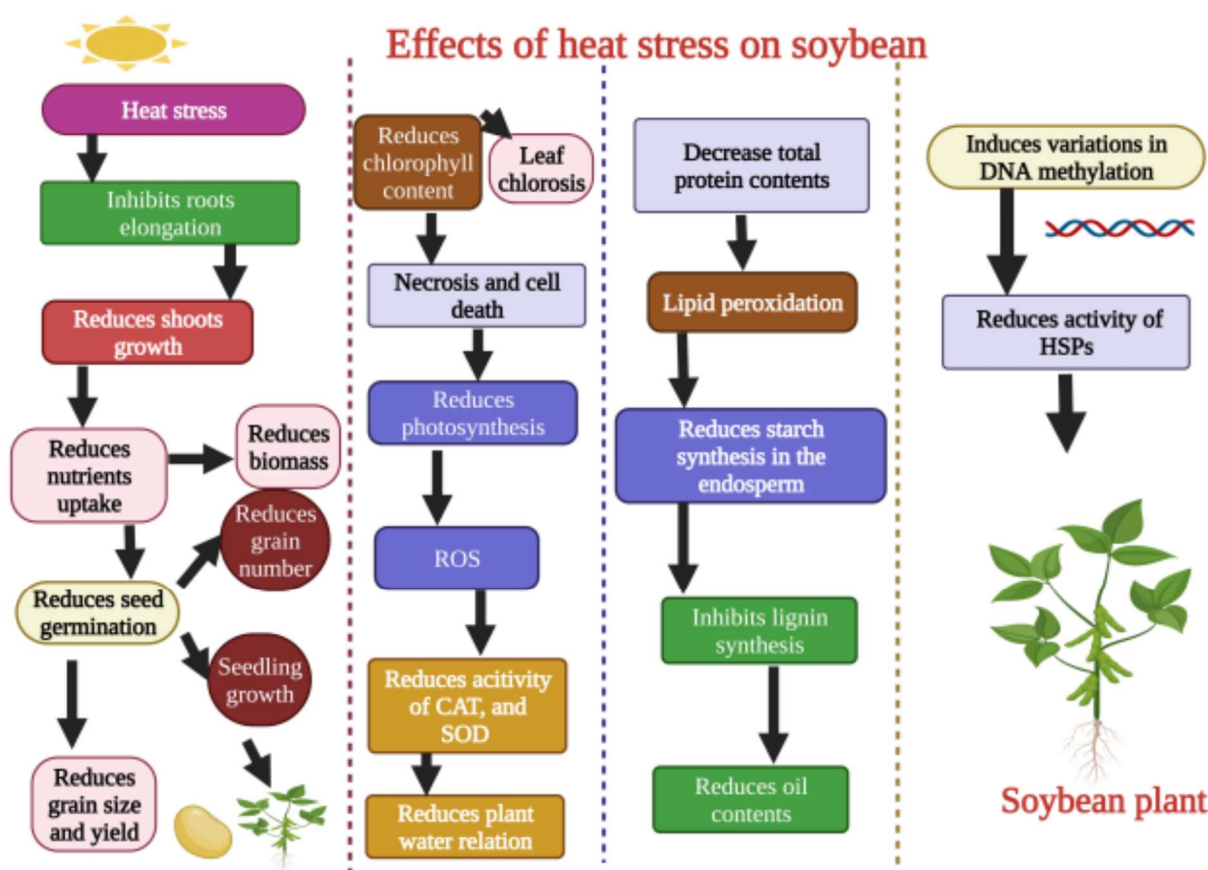 Effects of heat stress on soybean
Heat stress
Inhibits roots
elongation
Reduces shoots
growth
Reduces
nutrients
uptake
Reduces
biomass
Reduces
grain
number
Reduces seed
germination
Seedling
growth
Reduces
grain size
and yield
Reduces
chlorophyll
content
Leaf
chlorosis
Necrosis and cell
death
Reduces
photosynthesis
ROS
Reduces acitivity
of CAT, and
SOD
Reduces plant
water relation
Decrease total
protein contents
Lipid peroxidation
Reduces starch
synthesis in the
endosperm
Inhibits lignin
synthesis
Reduces oil
contents
Induces variations in
DNA methylation
Reduces activity of
HSPs
Soybean plant